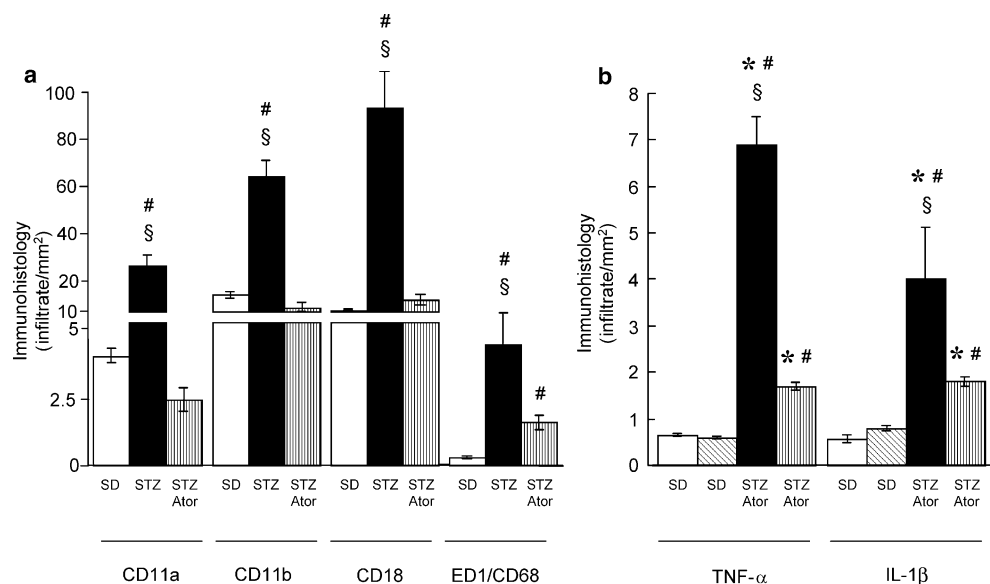 a
Immunohistology
(infiltrate/mm²)
100
80
60
40
20
10
5
2.5
0
#
§
#
§
#
§
#
§
#
SD STZ STZ Ator
SD STZ STZ Ator
SD STZ STZ Ator
SD STZ STZ Ator
CD11a CD11b CD18 ED1/CD68
b
Immunohistology
(infiltrate/mm²)
8
7
6
5
4
3
2
1
0
* #
§
* #
* #
§
* #
SD SD STZ STZ Ator
SD SD STZ STZ Ator
TNF-α IL-1β